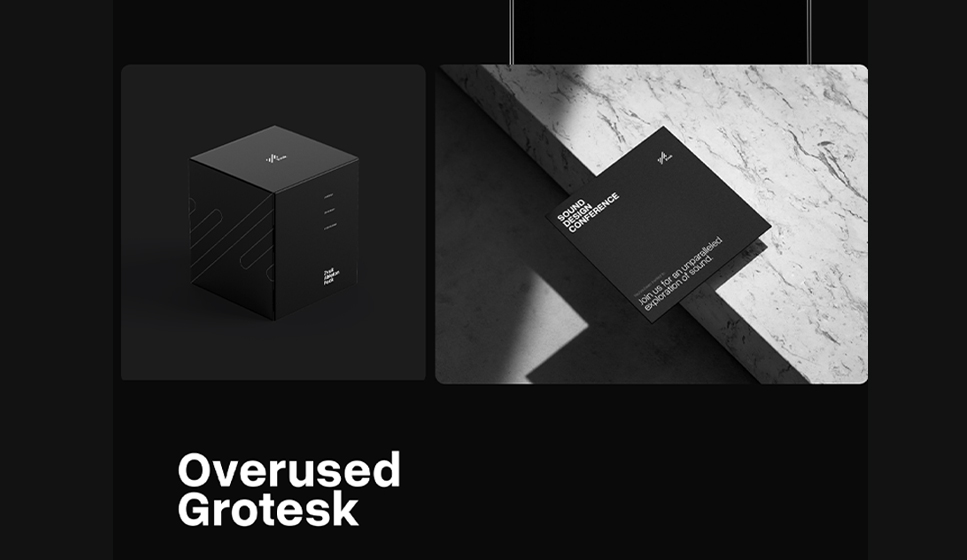 SOUND
DESIGN
CONFERENCE
Join us for an unparalleled
exploration of sound.
Overused
Grotesk